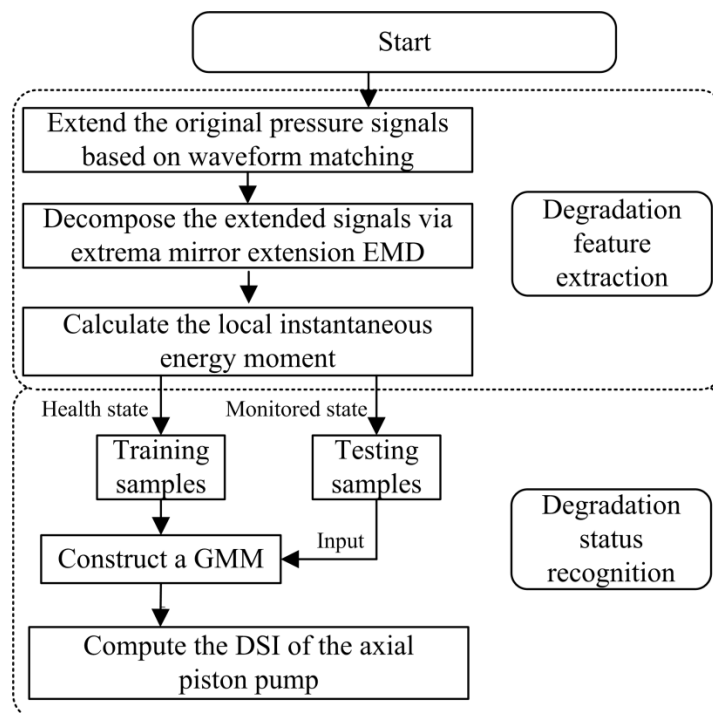 Start
Extend the original pressure signals
based on waveform matching
Decompose the extended signals via
extrema mirror extension EMD
Calculate the local instantaneous
energy moment
Degradation
feature
extraction
Health state
Monitored state
Training
samples
Testing
samples
Construct a GMM
Input
Compute the DSI of the axial
piston pump
Degradation
status
recognition